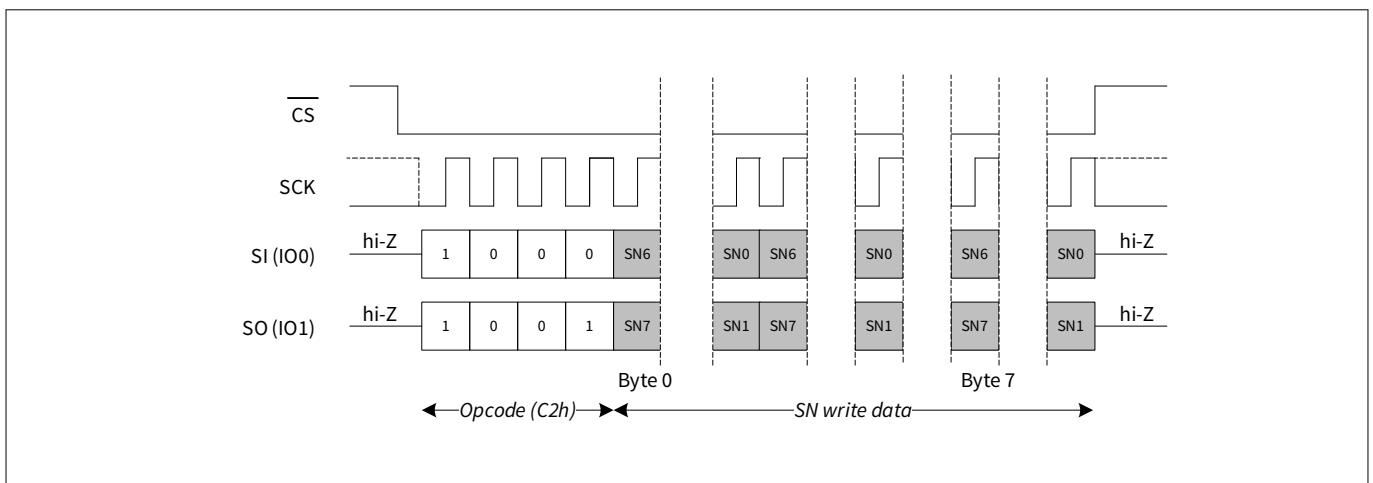 CS
SCK
SI (IO0) hi-Z 1 0 0 0 SN6 SN0 SN6 SN0 SN6 SN0 hi-Z
SO (IO1) hi-Z 1 0 0 1 SN7 SN1 SN7 SN1 SN7 SN1 hi-Z
Byte 0 Byte 7
Opcode (C2h) SN write data